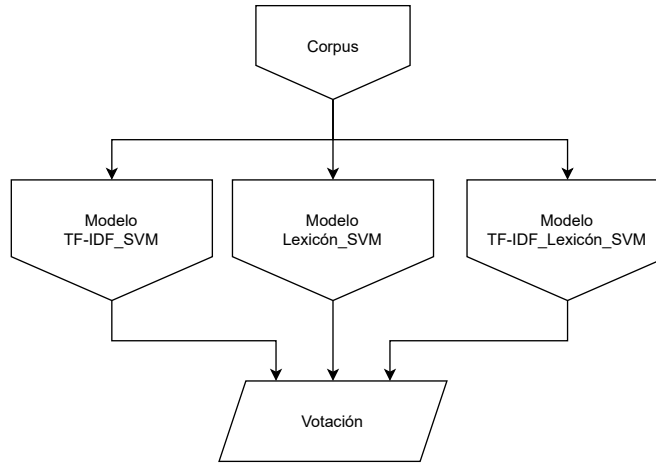 Corpus
Modelo
TF-IDF_SVM
Modelo
Lexicón_SVM
Modelo
TF-IDF_Lexicón_SVM
Votación